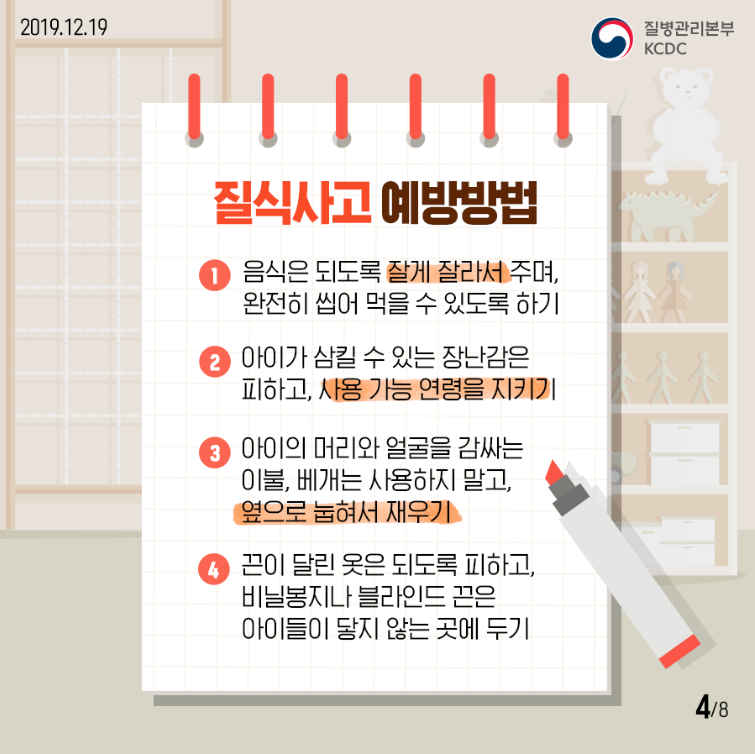 2019.12.19
질병관리본부
KCDC
질식사고 예방방법
1 음식은 되도록 잘게 잘라서 주며,
완전히 씹어 먹을 수 있도록 하기
2 아이가 삼킬 수 있는 장난감은
피하고, 사용 가능 연령을 지키기
3 아이의 머리와 얼굴을 감싸는
이불, 베개는 사용하지 말고,
옆으로 눕혀서 재우기
4 끈이 달린 옷은 되도록 피하고,
비닐봉지나 블라인드 끈은
아이들이 닿지 않는 곳에 두기
4/8